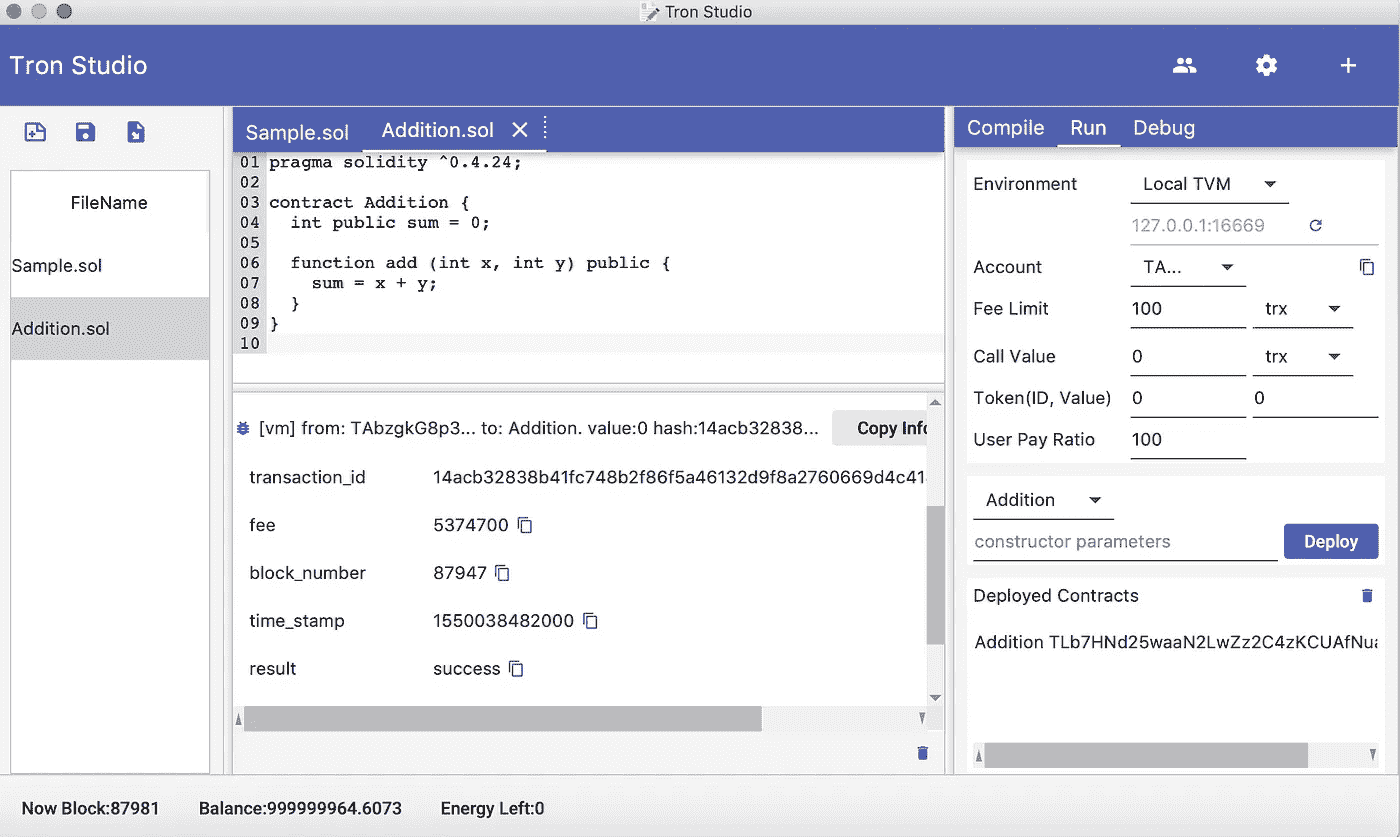 Tron Studio
Tron Studio
FileName
Sample.sol
Addition.sol
Sample.sol Addition.sol
01 pragma solidity ^0.4.24;
02
03 contract Addition {
04   int public sum = 0;
05
06   function add (int x, int y) public {
07     sum = x + y;
08   }
09 }
10
[vm] from: TAbzgkG8p3... to: Addition. value:0 hash:14acb32838... Copy Info
transaction_id 14acb32838b41fc748b2f86f5a46132d9f8a2760669d4c41
fee 5374700
block_number 87947
time_stamp 1550038482000
result success
Compile Run Debug
Environment Local TVM
127.0.0.1:16669
Account TA...
Fee Limit 100 trx
Call Value 0 trx
Token(ID, Value) 0 0
User Pay Ratio 100
Addition
constructor parameters Deploy
Deployed Contracts
Addition TLb7HNd25waaN2LwZz2C4zKCUAfNua
Now Block:87981 Balance:999999964.6073 Energy Left:0